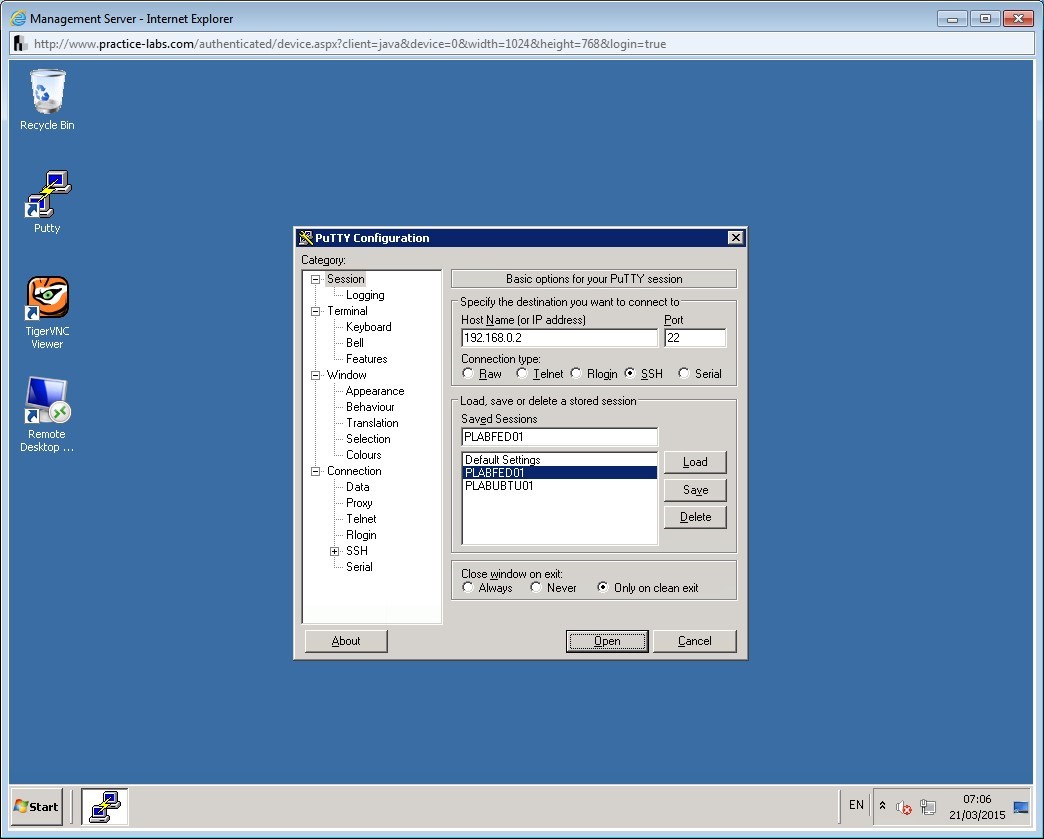 Management Server - Internet Explorer
http://www.practice-labs.com/authenticated/device.aspx?client=java&device=0&width=1024&height=768&login=true
Recycle Bin
Putty
TigerVNC
Viewer
Remote
Desktop ...
PuTTY Configuration
Category:
Session
Logging
Terminal
Keyboard
Bell
Features
Window
Appearance
Behaviour
Translation
Selection
Colours
Connection
Data
Proxy
Telnet
Rlogin
SSH
Serial
Basic options for your PuTTY session
Specify the destination you want to connect to
Host Name (or IP address) Port
192.168.0.2 22
Connection type:
Raw Telnet Rlogin SSH Serial
Load, save or delete a stored session
Saved Sessions
PLABFED01
Default Settings
PLABFED01
PLABUBTU01
Load
Save
Delete
Close window on exit:
Always Never Only on clean exit
About Open Cancel
Start
EN
07:06
21/03/2015